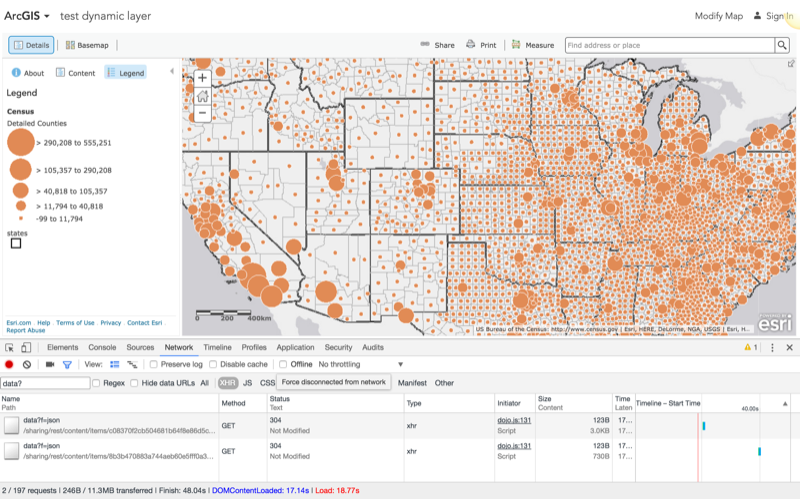 ArcGIS test dynamic layer Modify Map Sign In
Details Basemap Share Print Measure Find address or place
About Content Legend
Legend
Census
Detailed Counties
> 290,208 to 555,251
> 105,357 to 290,208
> 40,818 to 105,357
> 11,794 to 40,818
-99 to 11,794
states
+
−
0 200 400km
US Bureau of the Census: http://www.census.gov | Esri, HERE, DeLorme, NGA, USGS | Esri, H...
POWERED BY
esri
Esri.com Help Terms of Use Privacy Contact Esri
Report Abuse
Elements Console Sources Network Timeline Profiles Application Security Audits 1
View: Preserve log Disable cache Offline No throttling
data? Regex Hide data URLs All XHR JS CSS Force disconnected from network Manifest Other
Name Method Status Type Initiator Size Time Timeline – Start Time
Path Text Content Laten 40.00s
data?f=json GET 304 xhr dojo.js:131 123B 17...
/sharing/rest/content/items/c08370f2cb504681b64f8e86d5c... Not Modified Script 3.0KB 17...
data?f=json GET 304 xhr dojo.js:131 123B 17...
/sharing/rest/content/items/8b3b470883a744aeb60e5fff0a3... Not Modified Script 730B 17...
2 / 197 requests | 246B / 11.3MB transferred | Finish: 48.04s | DOMContentLoaded: 17.14s | Load: 18.77s